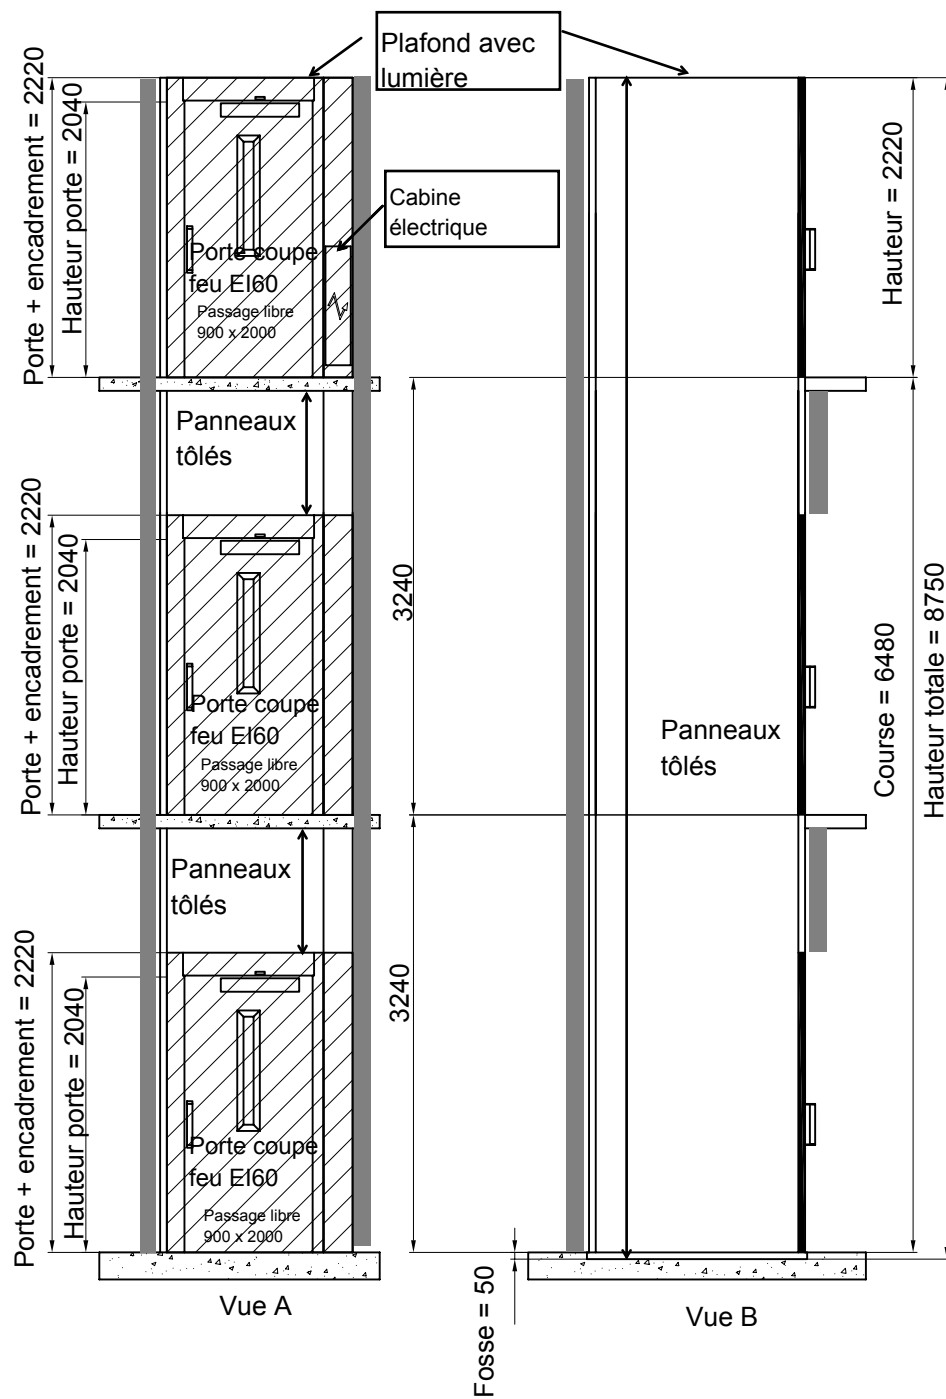 Plafond avec
lumière
Porte + encadrement = 2220
Hauteur porte = 2040
Cabine
électrique
Porte coupe
feu EI60
Passage libre
900 x 2000
Hauteur = 2220
Panneaux
tôlés
Porte + encadrement = 2220
Hauteur porte = 2040
3240
Porte coupe
feu EI60
Passage libre
900 x 2000
Panneaux
tôlés
Course = 6480
Hauteur totale = 8750
Panneaux
tôlés
Porte + encadrement = 2220
Hauteur porte = 2040
3240
Porte coupe
feu EI60
Passage libre
900 x 2000
Vue A
Fosse = 50
Vue B